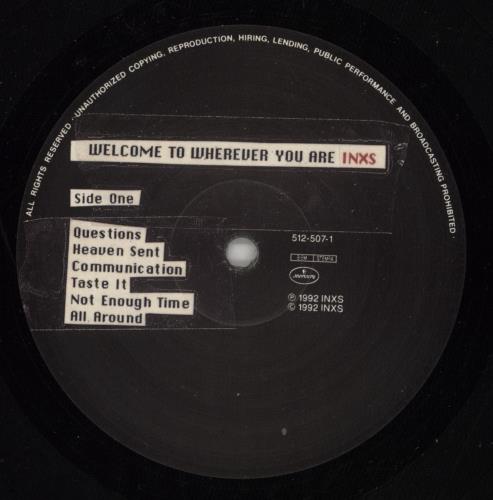 ALL RIGHTS RESERVED · UNAUTHORIZED COPYING, REPRODUCTION, HIRING, LENDING, PUBLIC PERFORMANCE AND BROADCASTING PROHIBITED ·
WELCOME TO WHEREVER YOU ARE INXS
Side One
Questions
Heaven Sent
Communication
Taste It
Not Enough Time
All Around
512-507-1
STEMRA
mercury
℗ 1992 INXS
© 1992 INXS